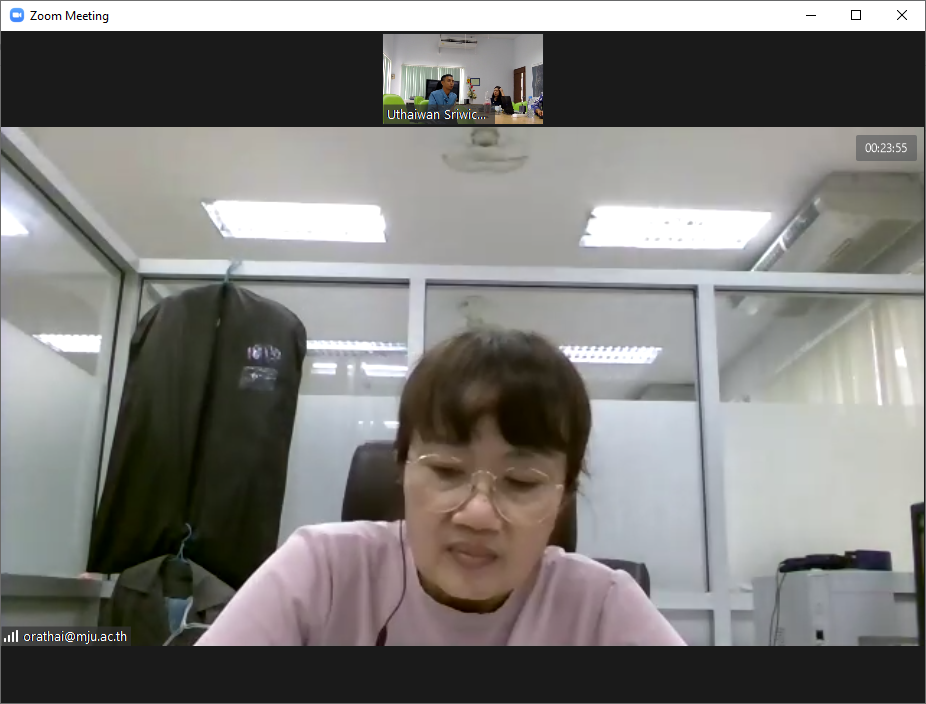 Zoom Meeting
Uthaiwan Sriwic...
00:23:55
orathai@mju.ac.th